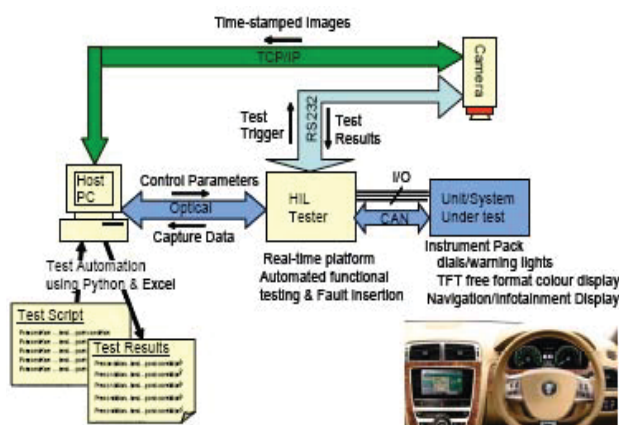 Time-stamped Images
TCP/IP
Camera
Test
Trigger
RS232
Test
Results
Host
PC
Control Parameters
Optical
Capture Data
HIL
Tester
I/O
CAN
Unit/System
Under test
Test Automation
using Python & Excel
Real-time platform
Automated functional
testing & Fault insertion
Instrument Pack
dials/warning lights
TFT free format colour display
Navigation/Infotainment Display
Test Script
Test Results